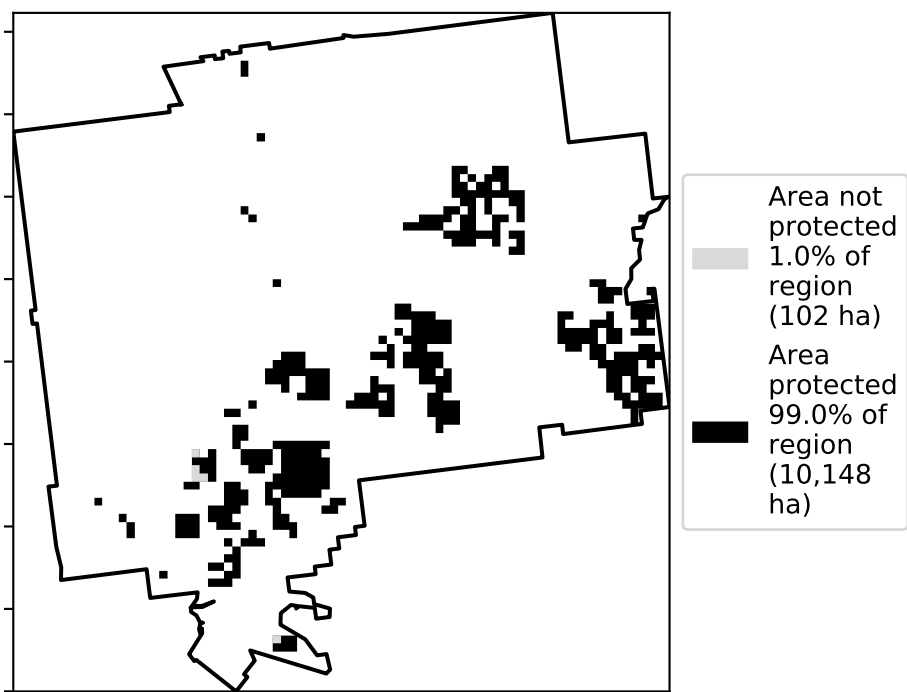 Area not
protected
1.0% of
region
(102 ha)
Area
protected
99.0% of
region
(10,148
ha)